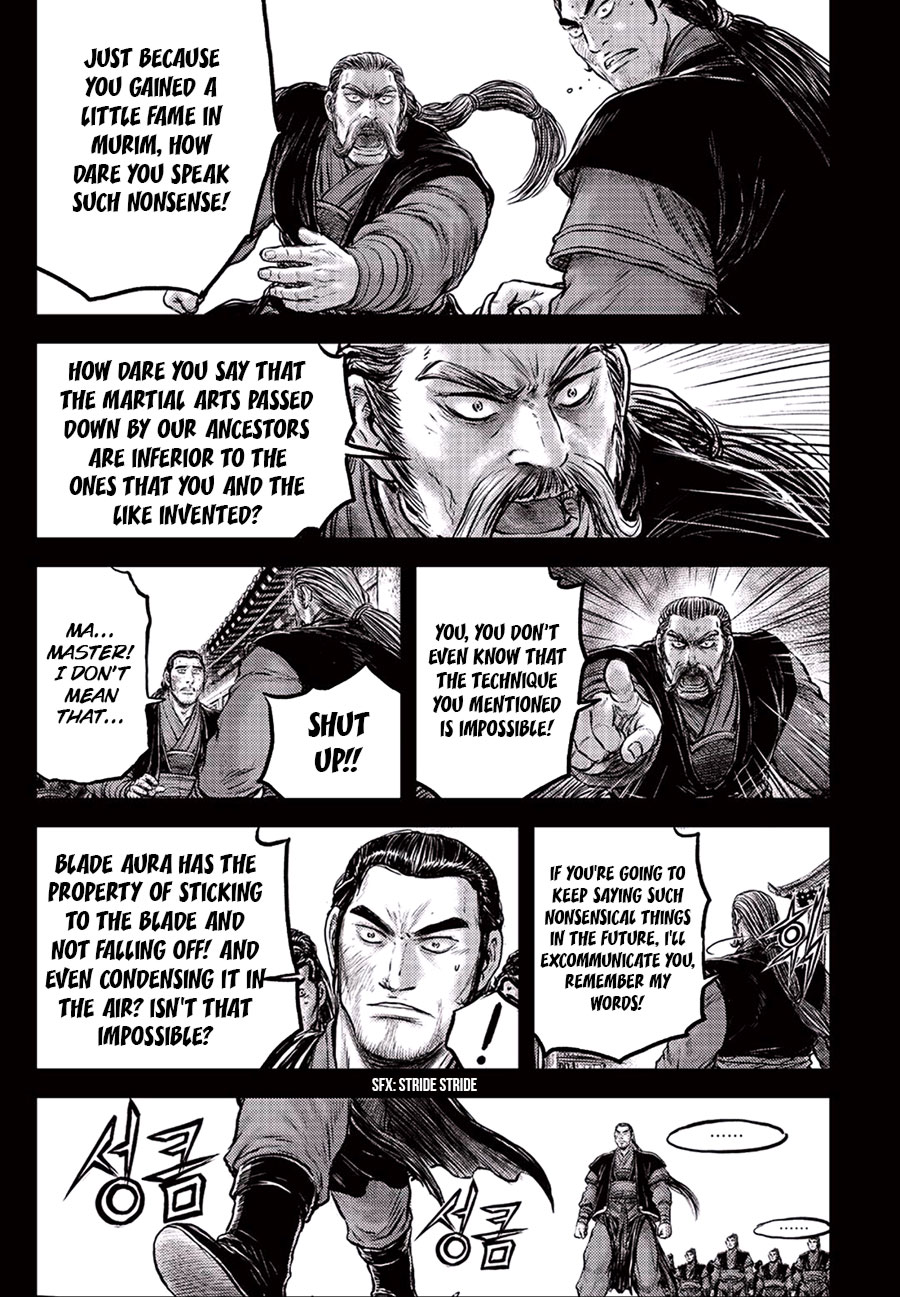 JUST BECAUSE
YOU GAINED A
LITTLE FAME IN
MURIM, HOW
DARE YOU SPEAK
SUCH NONSENSE!
HOW DARE YOU SAY THAT
THE MARTIAL ARTS PASSED
DOWN BY OUR ANCESTORS
ARE INFERIOR TO THE
ONES THAT YOU AND THE
LIKE INVENTED?
MA...
MASTER!
I DON'T
MEAN
THAT...
SHUT
UP!!
YOU, YOU DON'T
EVEN KNOW THAT
THE TECHNIQUE
YOU MENTIONED
IS IMPOSSIBLE!
BLADE AURA HAS THE
PROPERTY OF STICKING
TO THE BLADE AND
NOT FALLING OFF! AND
EVEN CONDENSING IT IN
THE AIR? ISN'T THAT
IMPOSSIBLE?
!
IF YOU'RE GOING TO
KEEP SAYING SUCH
NONSENSICAL THINGS
IN THE FUTURE, I'LL
EXCOMMUNICATE YOU,
REMEMBER MY
WORDS!
SFX: STRIDE STRIDE
성큼
성큼
......
......